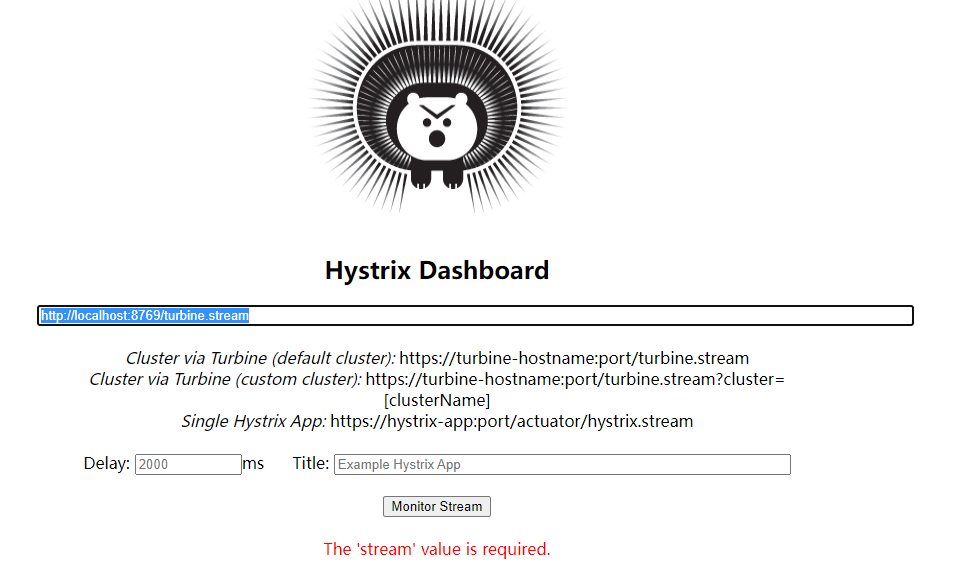 Hystrix Dashboard
http://localhost:8769/turbine.stream
Cluster via Turbine (default cluster): https://turbine-hostname:port/turbine.stream
Cluster via Turbine (custom cluster): https://turbine-hostname:port/turbine.stream?cluster=
[clusterName]
Single Hystrix App: https://hystrix-app:port/actuator/hystrix.stream
Delay: 2000 ms Title: Example Hystrix App
Monitor Stream
The 'stream' value is required.